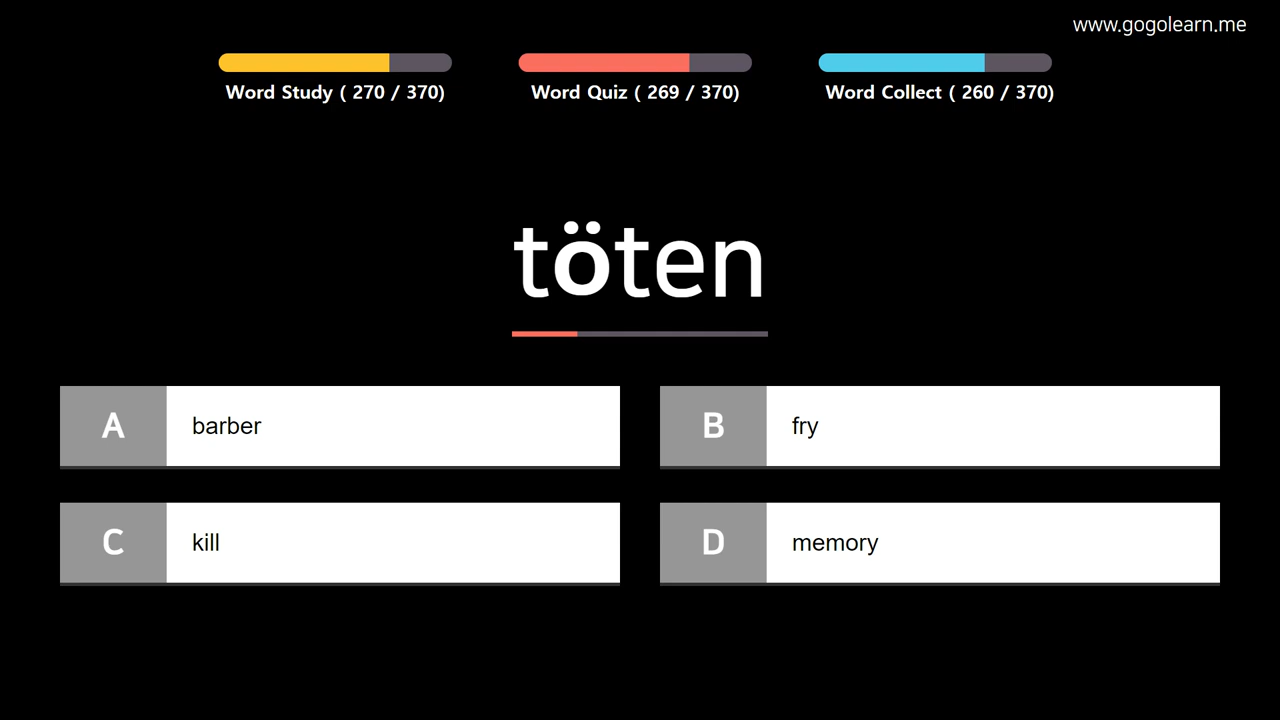 www.gogolearn.me
Word Study ( 270 / 370)
Word Quiz ( 269 / 370)
Word Collect ( 260 / 370)
töten
A barber
B fry
C kill
D memory